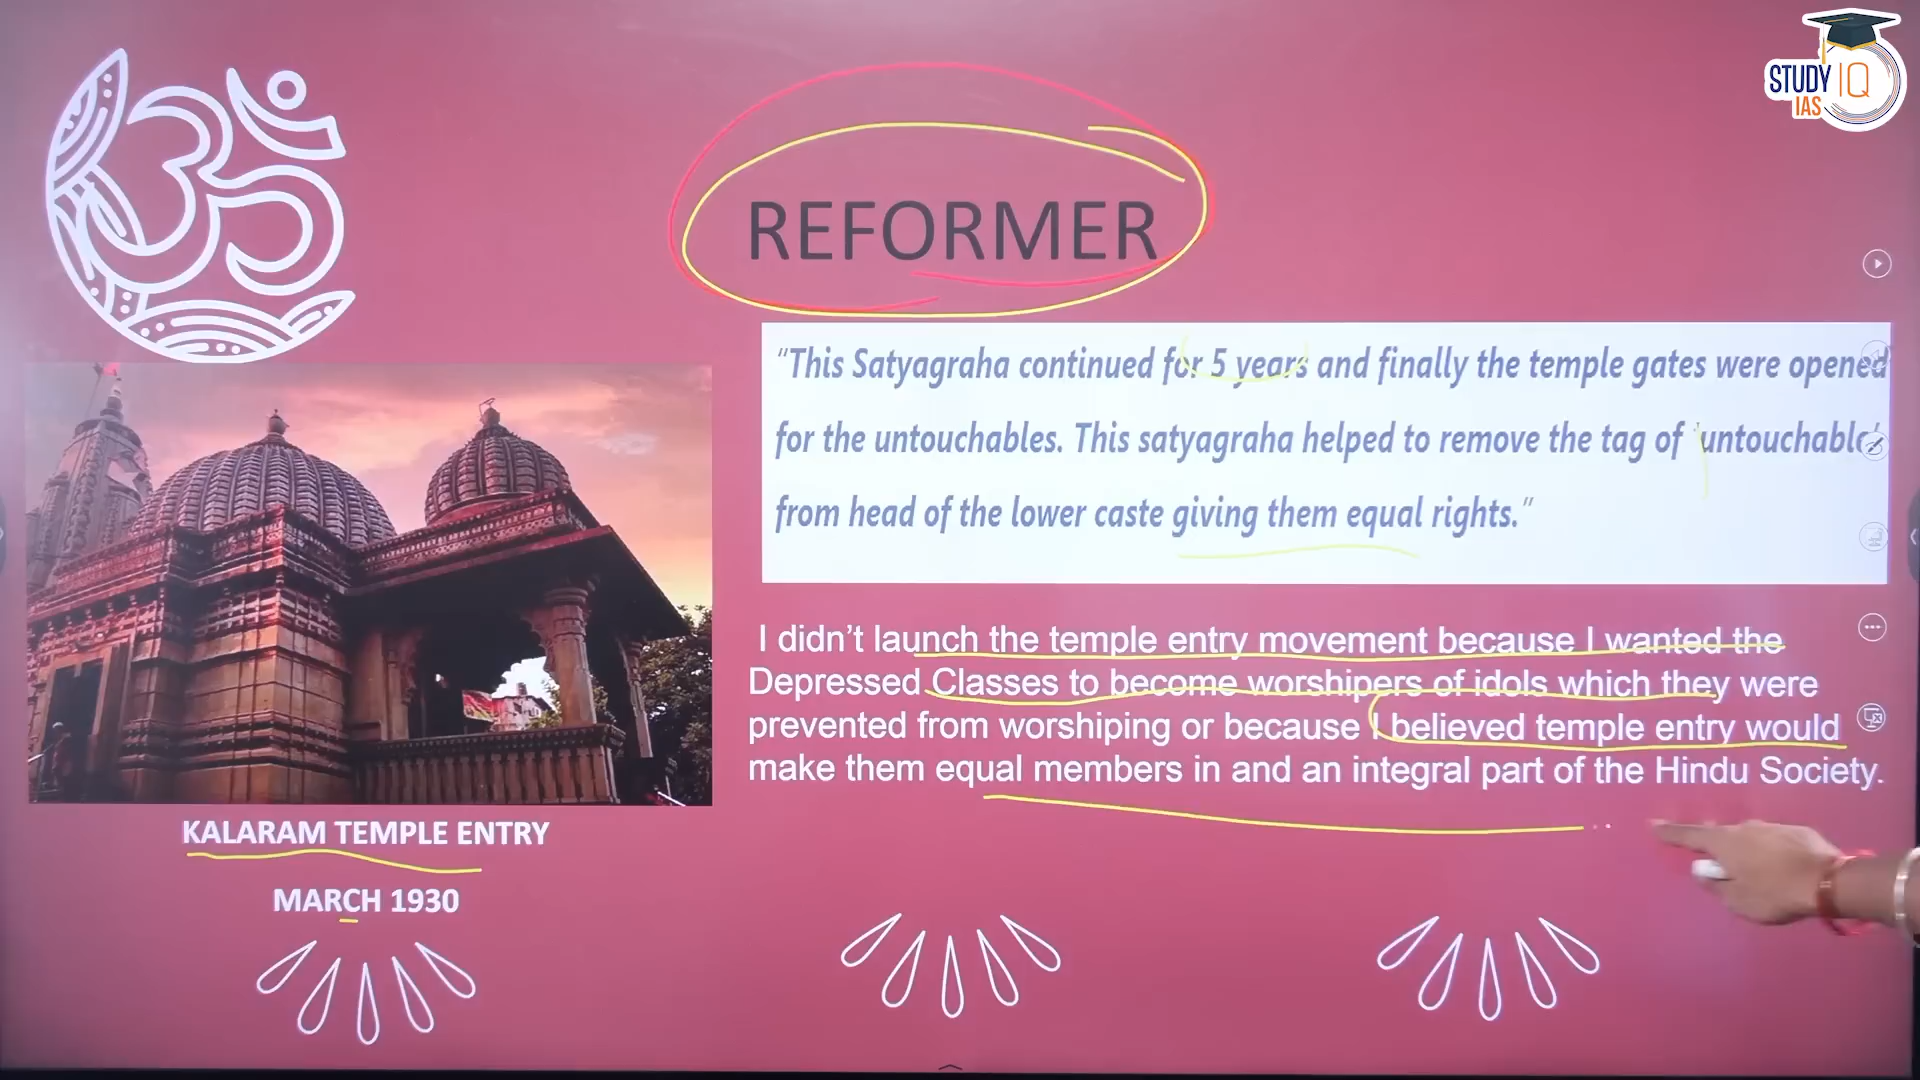 ॐ
STUDY IQ
IAS
REFORMER
“This Satyagraha continued for 5 years and finally the temple gates were opened
for the untouchables. This satyagraha helped to remove the tag of 'untouchable'
from head of the lower caste giving them equal rights.”
I didn’t launch the temple entry movement because I wanted the
Depressed Classes to become worshipers of idols which they were
prevented from worshiping or because I believed temple entry would
make them equal members in and an integral part of the Hindu Society.
KALARAM TEMPLE ENTRY
MARCH 1930